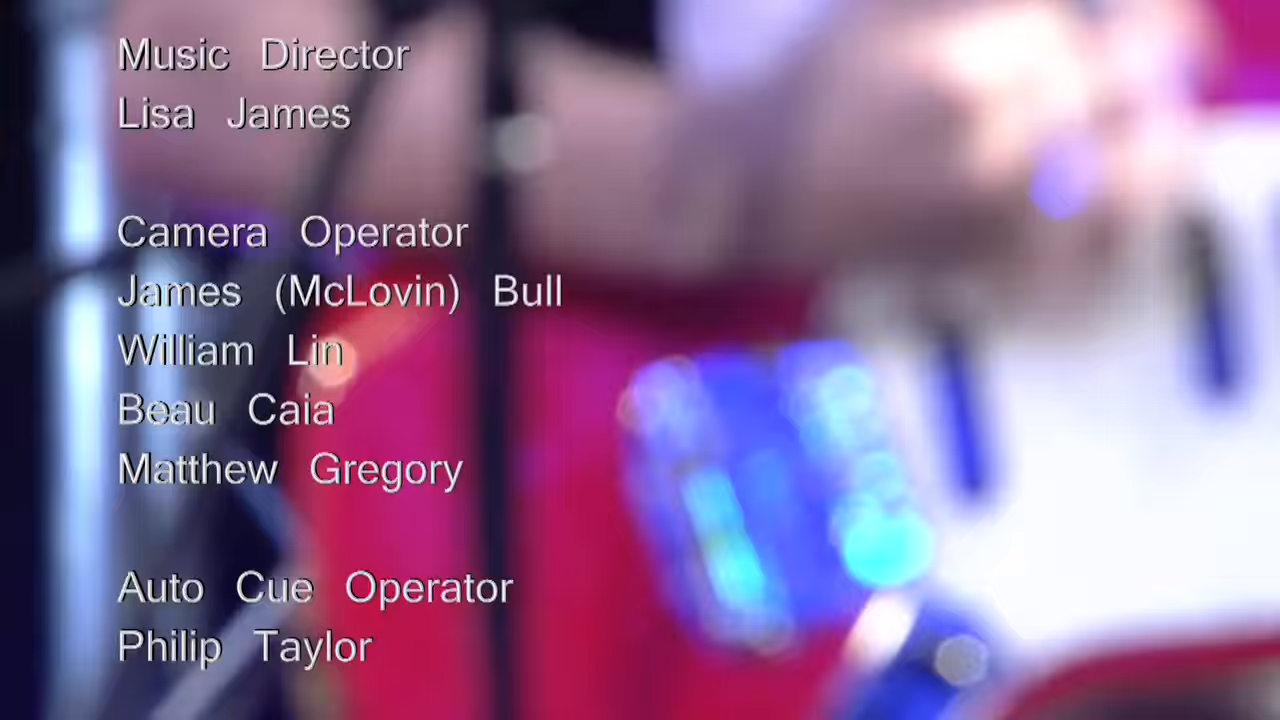 Music Director
Lisa James
Camera Operator
James (McLovin) Bull
William Lin
Beau Caia
Matthew Gregory
Auto Cue Operator
Philip Taylor